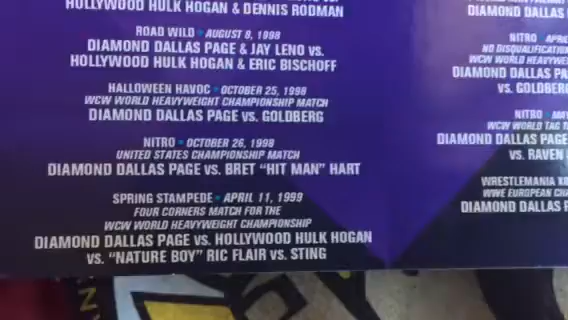 HOLLYWOOD HULK HOGAN & DENNIS RODMAN
ROAD WILD • AUGUST 8, 1998
DIAMOND DALLAS PAGE & JAY LENO VS.
HOLLYWOOD HULK HOGAN & ERIC BISCHOFF
HALLOWEEN HAVOC • OCTOBER 25, 1998
WCW WORLD HEAVYWEIGHT CHAMPIONSHIP MATCH
DIAMOND DALLAS PAGE VS. GOLDBERG
NITRO • OCTOBER 26, 1998
UNITED STATES CHAMPIONSHIP MATCH
DIAMOND DALLAS PAGE VS. BRET “HIT MAN” HART
SPRING STAMPEDE • APRIL 11, 1999
FOUR CORNERS MATCH FOR THE
WCW WORLD HEAVYWEIGHT CHAMPIONSHIP
DIAMOND DALLAS PAGE VS. HOLLYWOOD HULK HOGAN
VS. “NATURE BOY” RIC FLAIR VS. STING
DIAMOND DALLAS
NITRO •
NO DISQUALIFICATION
WCW WORLD
DIAMOND DALLAS
VS. GOLDBERG
NITRO •
WCW WORLD TAG
DIAMOND DALLAS
VS. RAVEN
WRESTLEMANIA
WWE EUROPEAN
DIAMOND DALLAS